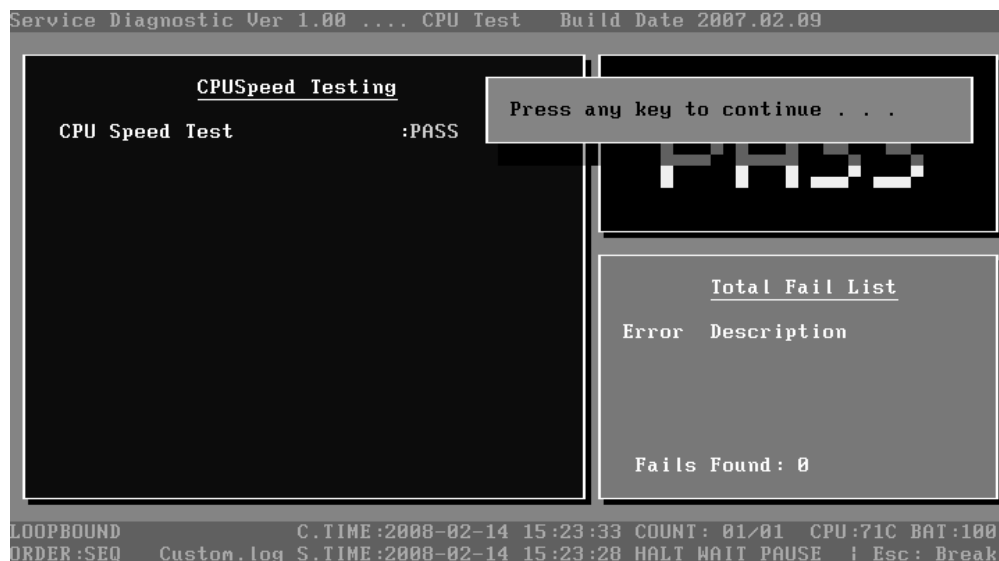 Service Diagnostic Ver 1.00 .... CPU Test Build Date 2007.02.09
CPUSpeed Testing
CPU Speed Test :PASS
Press any key to continue . . .
PASS
Total Fail List
Error Description
Fails Found: 0
LOOPBOUND C.TIME:2008-02-14 15:23:33 COUNT: 01/01 CPU:71C BAT:100
ORDER:SEQ Custom.log S.TIME:2008-02-14 15:23:28 HALT WAIT PAUSE ¦ Esc: Break